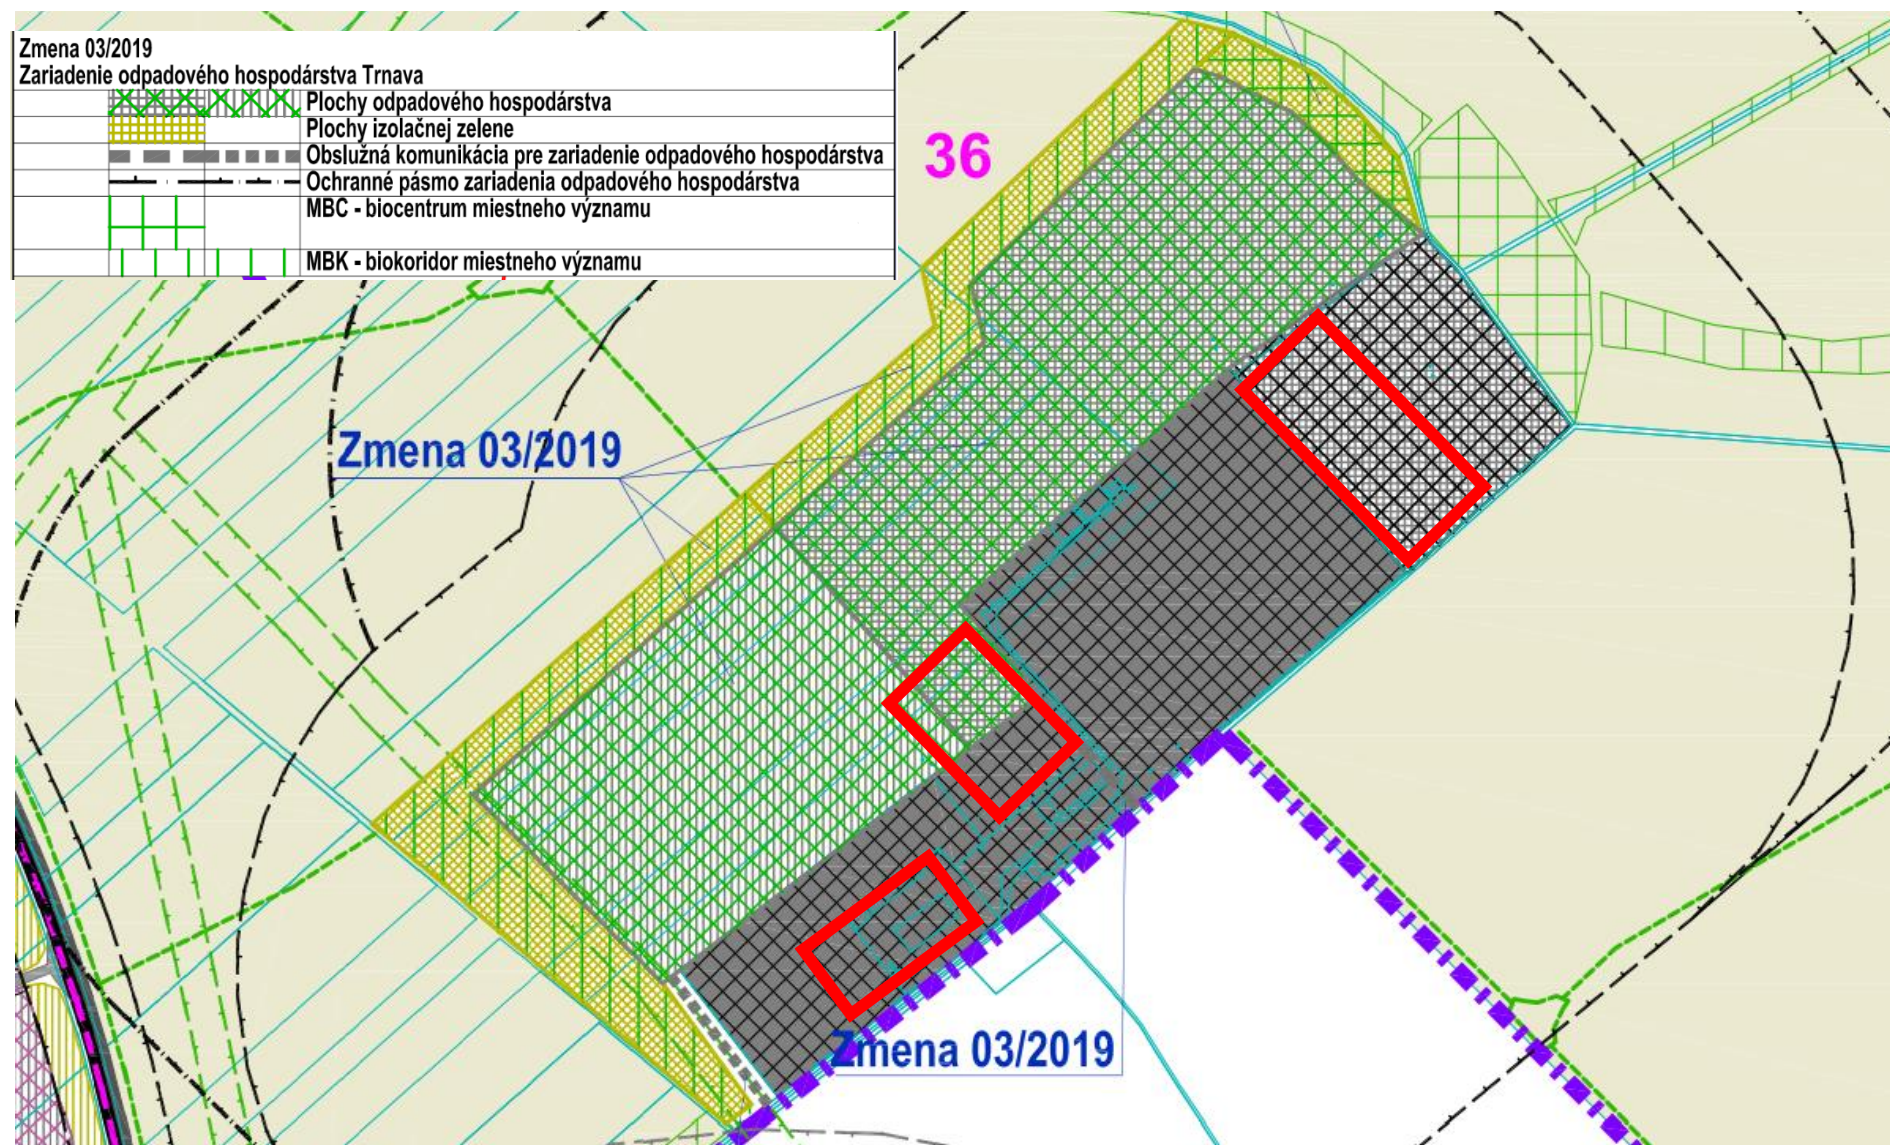 Zmena 03/2019
Zariadenie odpadového hospodárstva Trnava
Plochy odpadového hospodárstva
Plochy izolačnej zelene
Obslužná komunikácia pre zariadenie odpadového hospodárstva
Ochranné pásmo zariadenia odpadového hospodárstva
MBC - biocentrum miestneho významu
MBK - biokoridor miestneho významu
36
Zmena 03/2019
Zmena 03/2019